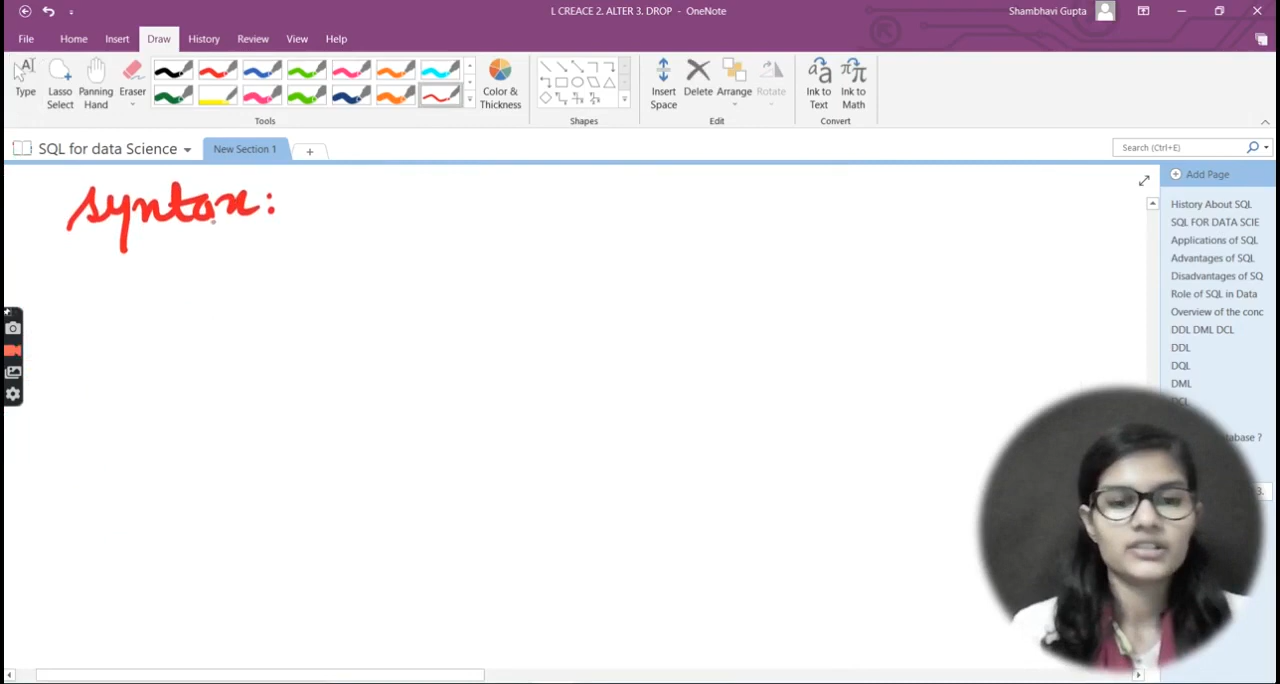 L CREACE 2. ALTER 3. DROP - OneNote
Shambhavi Gupta
File Home Insert Draw History Review View Help
Type
Lasso Select
Panning Hand
Eraser
Color & Thickness
Insert Space
Delete
Arrange
Rotate
Ink to Text
Ink to Math
Tools
Shapes
Edit
Convert
SQL for data Science
New Section 1
Search (Ctrl+E)
Add Page
syntax:
History About SQL
SQL FOR DATA SCIE
Applications of SQL
Advantages of SQL
Disadvantages of SQ
Role of SQL in Data
Overview of the conc
DDL DML DCL
DDL
DQL
DML
DCL
tabase ?
3.